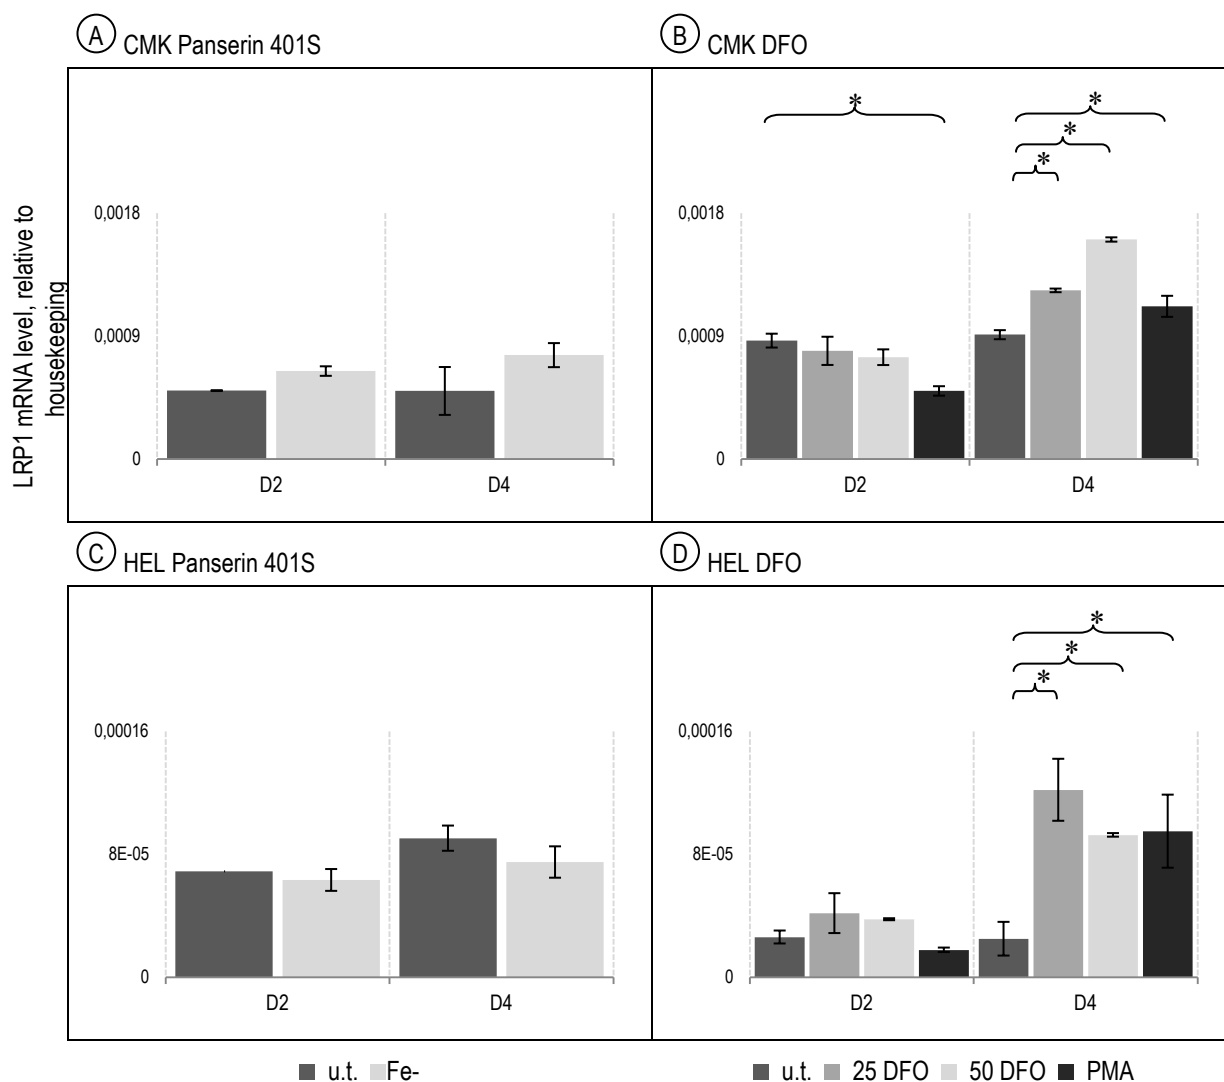 A CMK Panserin 401S
B CMK DFO
LRP1 mRNA level, relative to
housekeeping
0,0018
0,0009
0
D2
D4
*
*
*
*
0,0018
0,0009
0
D2
D4
C HEL Panserin 401S
D HEL DFO
0,00016
8E-05
0
D2
D4
*
*
*
0,00016
8E-05
0
D2
D4
u.t. Fe-
u.t. 25 DFO 50 DFO PMA